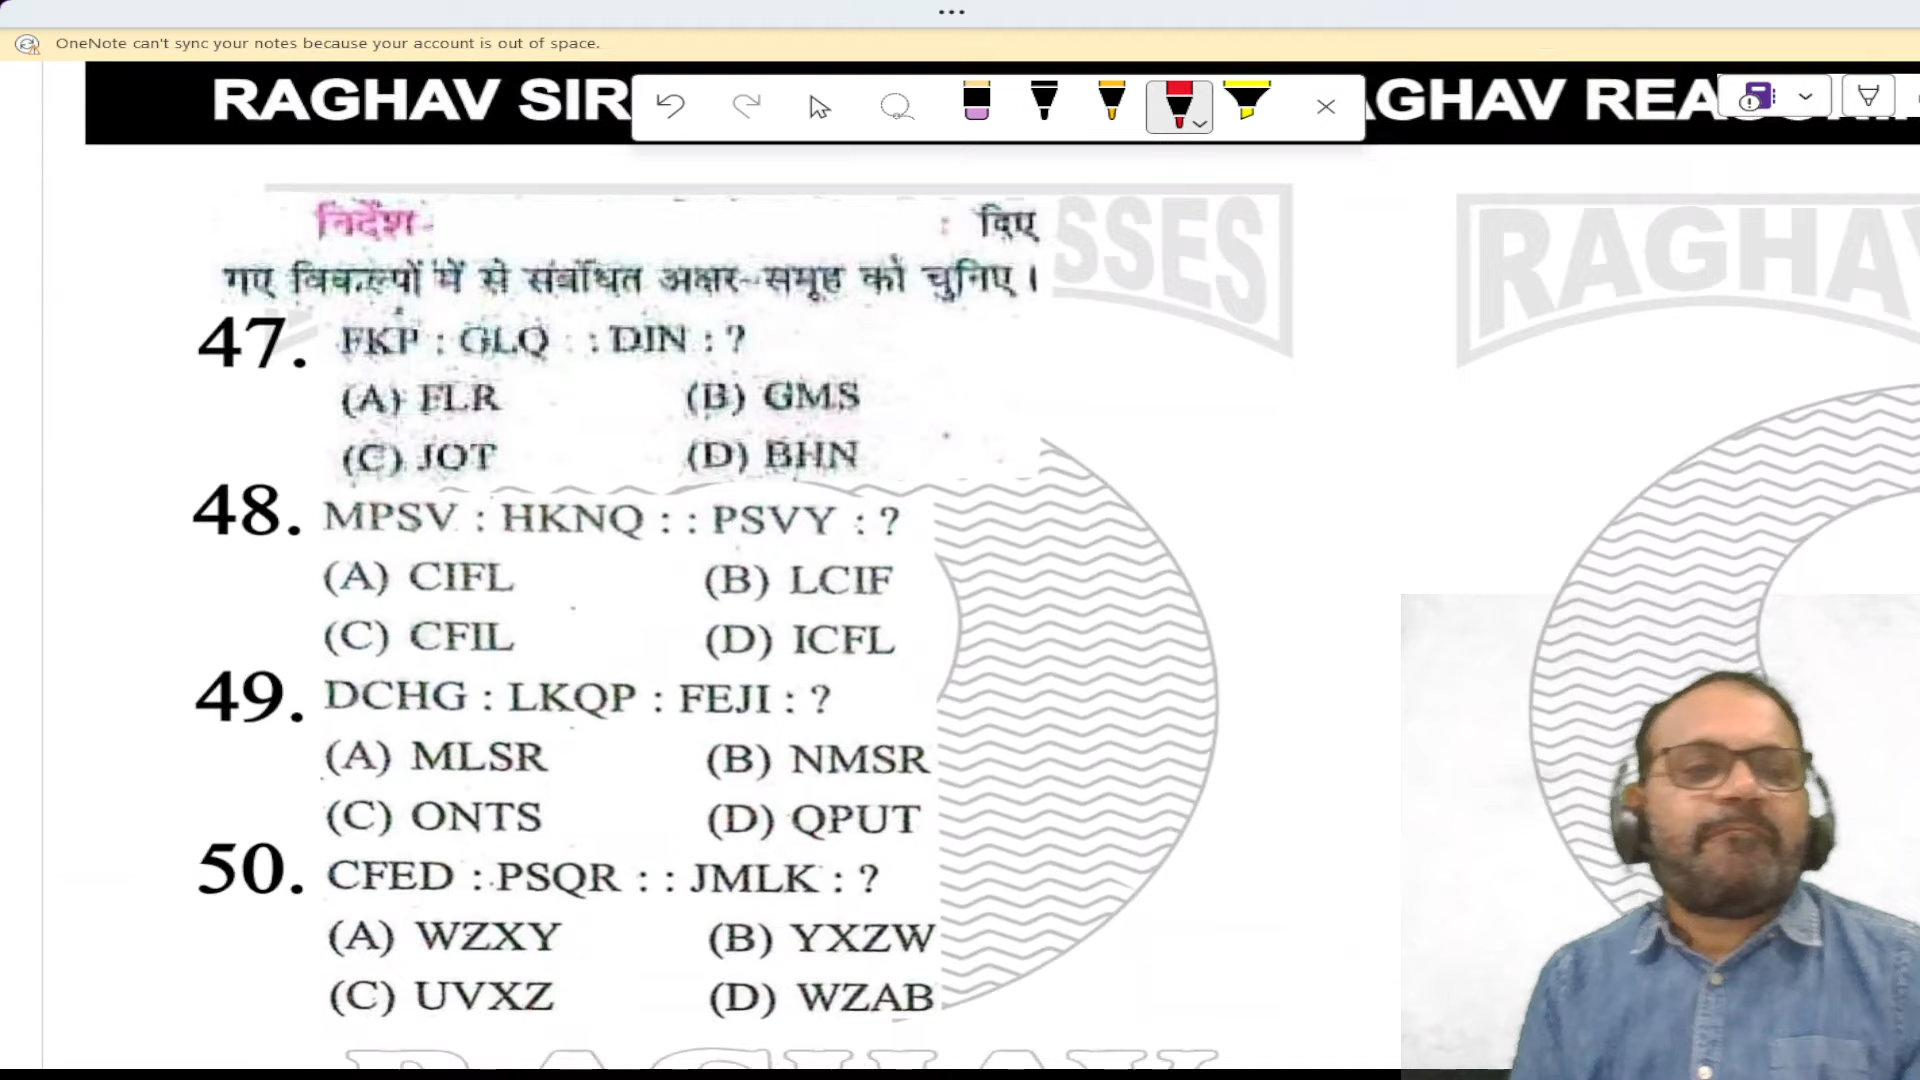 OneNote can't sync your notes because your account is out of space.
RAGHAV SIR
GHAV REA
SSES
RAGHAV
निर्देश- : दिए
गए विकल्पों में से संबंधित अक्षर-समूह को चुनिए।
47. FKP : GLQ : : DIN : ?
(A) FLR (B) GMS
(C) JOT (D) BHN
48. MPSV : HKNQ : : PSVY : ?
(A) CIFL (B) LCIF
(C) CFIL (D) ICFL
49. DCHG : LKQP : FEJI : ?
(A) MLSR (B) NMSR
(C) ONTS (D) QPUT
50. CFED : PSQR : : JMLK : ?
(A) WZXY (B) YXZW
(C) UVXZ (D) WZAB
RAGHAV